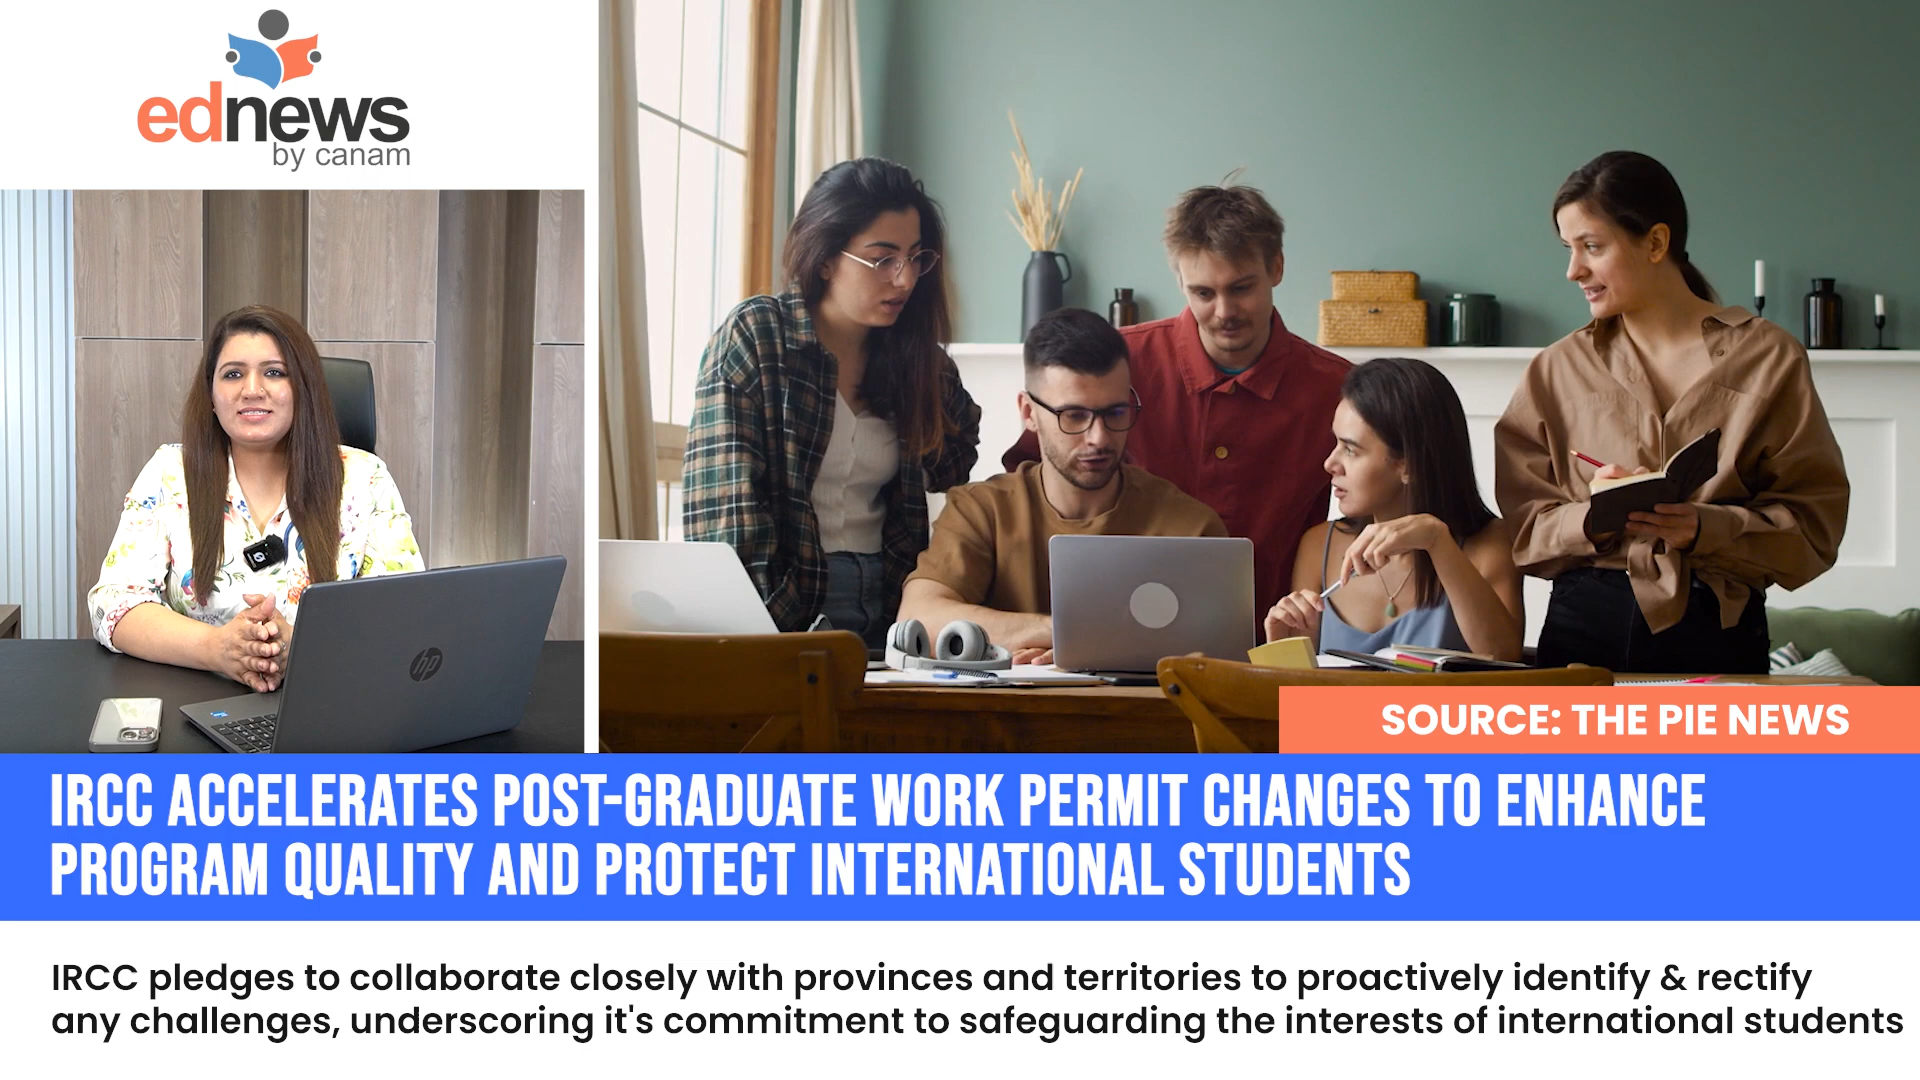 ednews
by canam
hp
SOURCE: THE PIE NEWS
IRCC ACCELERATES POST-GRADUATE WORK PERMIT CHANGES TO ENHANCE
PROGRAM QUALITY AND PROTECT INTERNATIONAL STUDENTS
IRCC pledges to collaborate closely with provinces and territories to proactively identify & rectify
any challenges, underscoring it's commitment to safeguarding the interests of international students